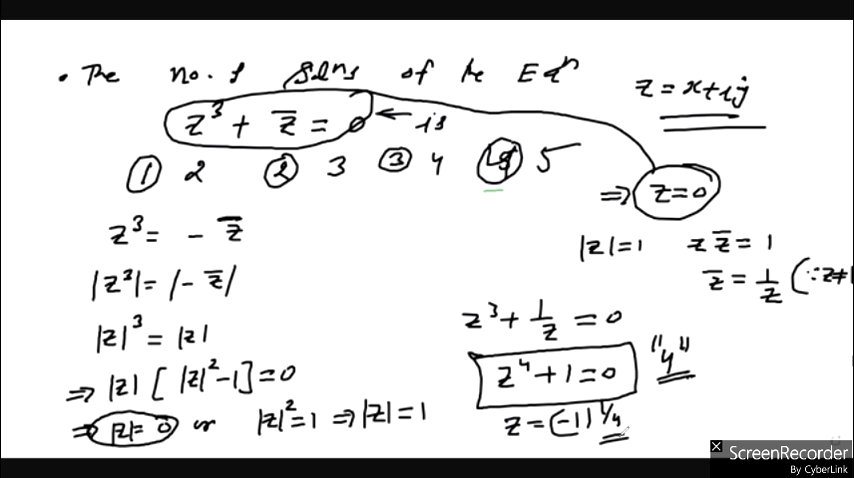 • The no. of Solns of the Eqn
z = x+iy
z³ + z̄ = 0 ← is
① 2 ② 3 ③ 4 ④ 5
⇒ z=0
z³ = - z̄
|z|=1 z z̄ = 1
z̄ = 1/z (∵ z≠
|z³| = |- z̄|
z³ + 1/z = 0
|z|³ = |z|
z⁴ + 1 = 0 "4"
⇒ |z| [ |z|² -1] = 0
⇒ |z|= 0 or |z|² = 1 ⇒ |z| = 1
z = (-1)^1/4
ScreenRecorder
By CyberLink